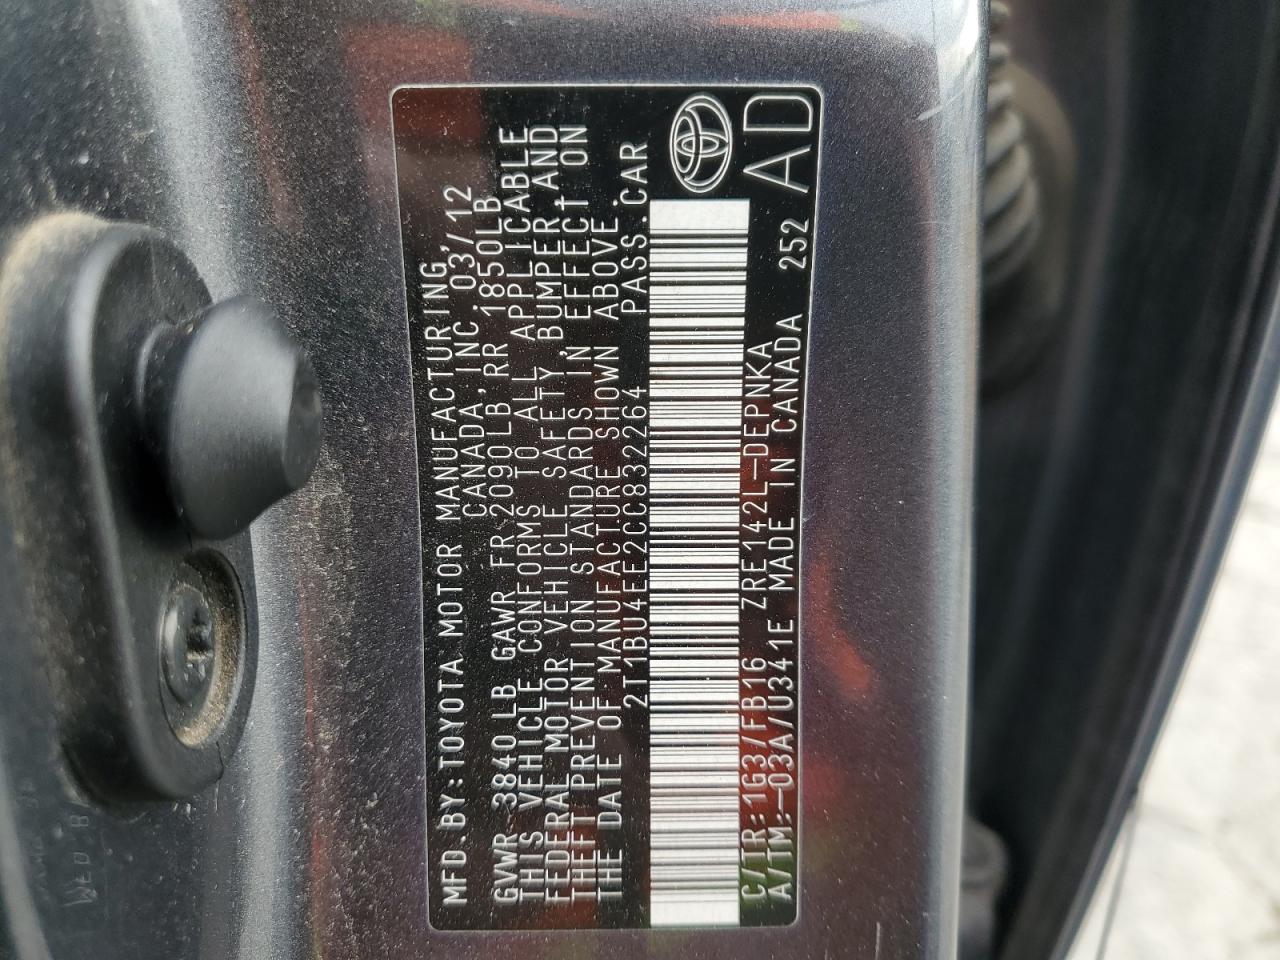 MFD.BY:TOYOTA MOTOR MANUFACTURING,
CANADA,INC. 03/12
GVWR 3840LB GAWR FR 2090LB RR 1850LB
THIS VEHICLE CONFORMS TO ALL APPLICABLE
FEDERAL MOTOR VEHICLE SAFETY,BUMPER,AND
THEFT PREVENTION STANDARDS IN EFFECT ON
THE DATE OF MANUFACTURE SHOWN ABOVE.
2T1BU4EE2CC832264 PASS.CAR
C/TR:1G3/FB16 ZRE142L-DEPNKA
A/TM:-03A/U341E MADE IN CANADA 252
AD